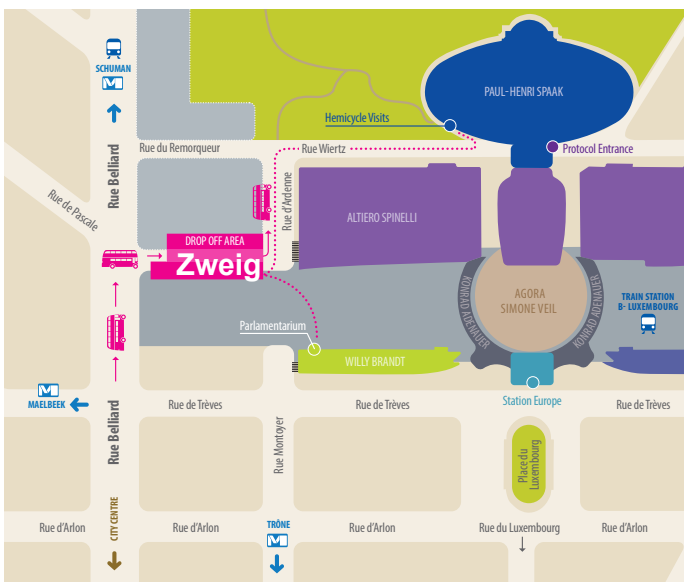 SCHUMAN
M
PAUL-HENRI SPAAK
Hemicycle Visits
Rue Belliard
Rue du Remorqueur
Rue Wiertz
Protocol Entrance
Rue de Pascale
Rue d'Ardenne
ALTIERO SPINELLI
DROP OFF AREA
Zweig
KONRAD ADENAUER
AGORA
SIMONE VEIL
KONRAD ADENAUER
TRAIN STATION
B- LUXEMBOURG
Parlamentarium
WILLY BRANDT
M
MAELBEEK
Rue Belliard
Rue de Trèves
Rue de Trèves
Station Europe
Rue de Trèves
Rue Montoyer
Place du
Luxembourg
CITY CENTRE
Rue d'Arlon
Rue d'Arlon
TRÔNE
M
Rue d'Arlon
Rue du Luxembourg
Rue d'Arlon